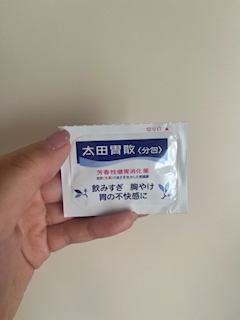 太田胃散〈分包〉
芳香性健胃消化薬
飲みすぎ 胸やけ
胃の不快感に